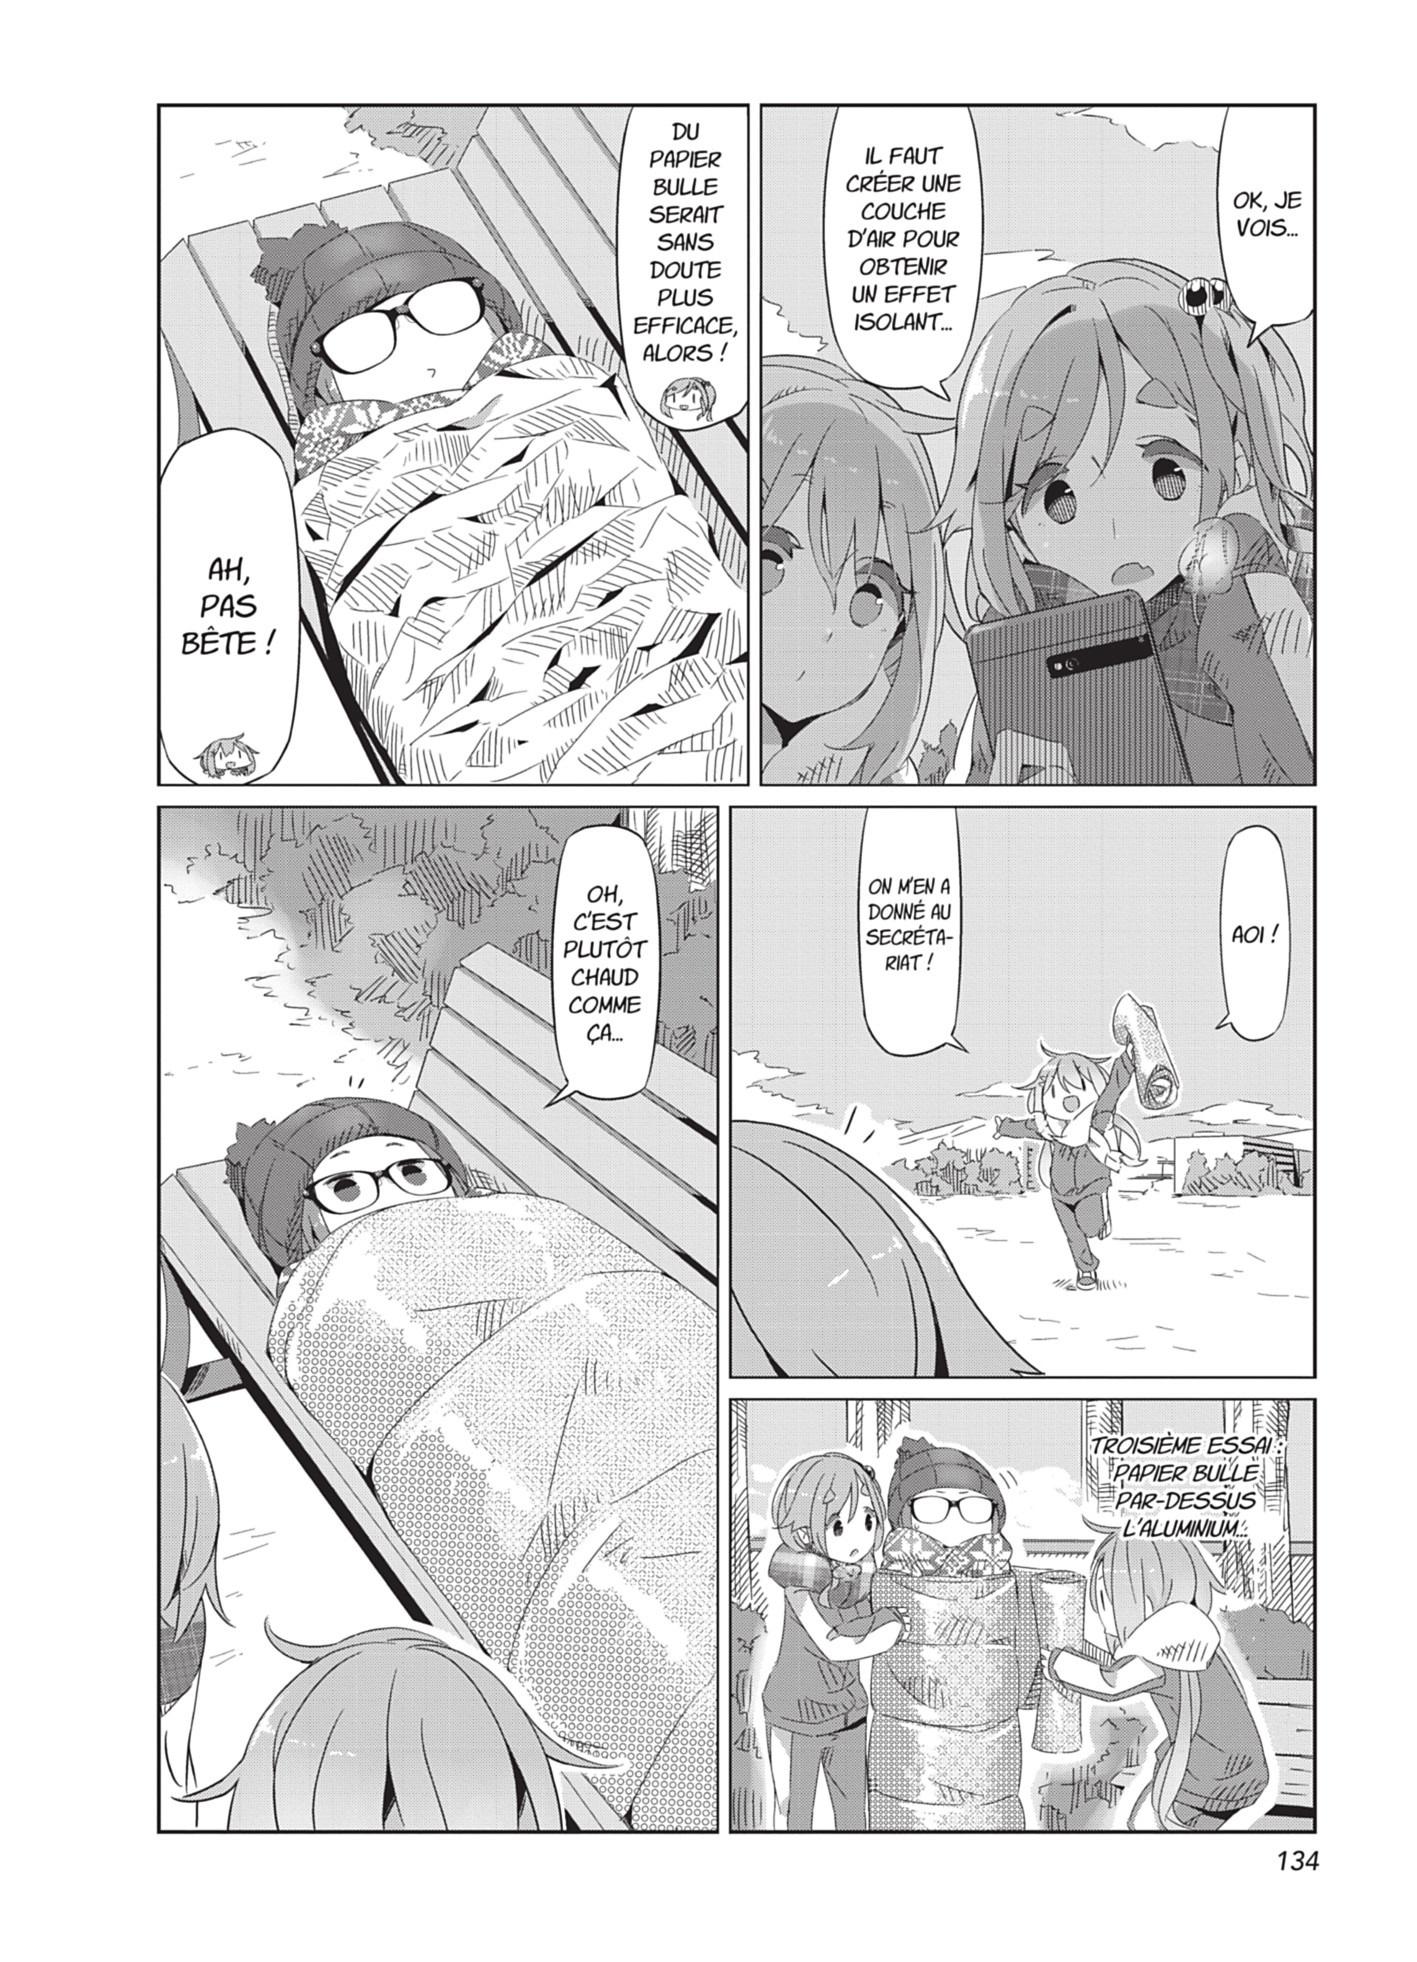 OK, JE
VOIS...
IL FAUT
CRÉER UNE
COUCHE
D'AIR POUR
OBTENIR
UN EFFET
ISOLANT...
DU
PAPIER
BULLE
SERAIT
SANS
DOUTE
PLUS
EFFICACE,
ALORS !
AH,
PAS
BÊTE !
AOI !
ON M'EN A
DONNÉ AU
SECRÉTA-
RIAT !
TROISIÈME ESSAI :
PAPIER BULLE
PAR-DESSUS
L'ALUMINIUM...
OH,
C'EST
PLUTÔT
CHAUD
COMME
ÇA...
134